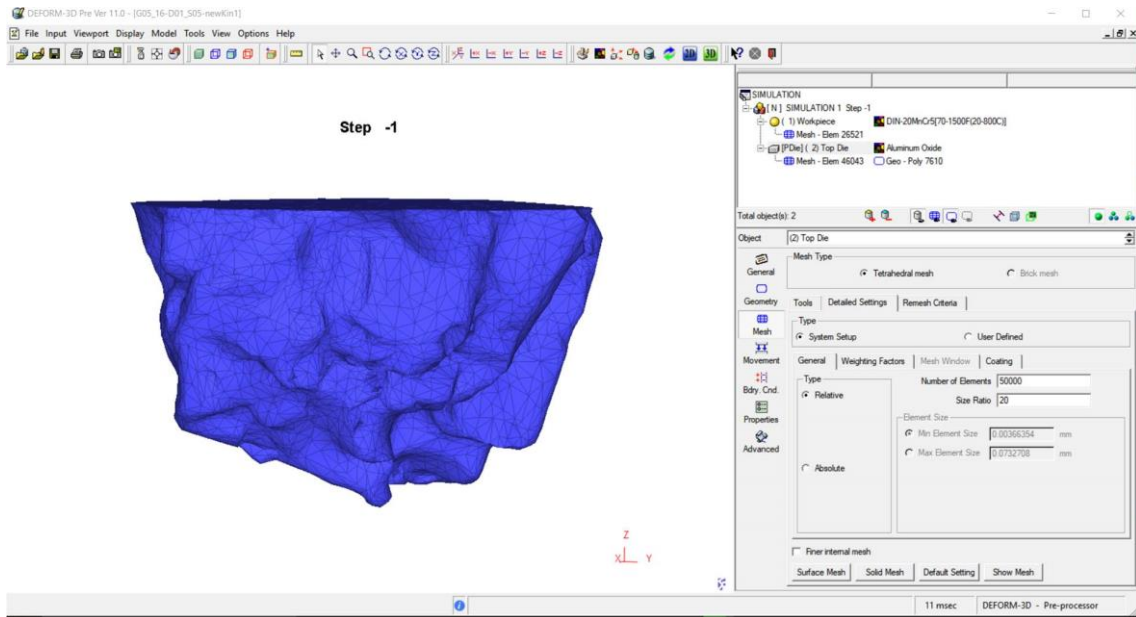 DEFORM-3D Pre Ver 11.0 - [G05_16-D01_S05-newKin1]
File Input Viewport Display Model Tools View Options Help
Step -1
SIMULATION
[ N ] SIMULATION 1 Step -1
( 1) Workpiece DIN-20MnCr5[70-1500F(20-800C)]
Mesh - Elem 26521
[PDie] ( 2) Top Die Aluminum Oxide
Mesh - Elem 46043 Geo - Poly 7610
Total object(s): 2
Object (2) Top Die
General
Geometry
Mesh
Movement
Bdry. Cnd.
Properties
Advanced
Mesh Type
Tetrahedral mesh Brick mesh
Tools Detailed Settings Remesh Criteria
Type
System Setup User Defined
General Weighting Factors Mesh Window Coating
Type
Relative
Absolute
Number of Elements 50000
Size Ratio 20
Element Size
Min Element Size 0.00366354 mm
Max Element Size 0.0732708 mm
Finer internal mesh
Surface Mesh Solid Mesh Default Setting Show Mesh
Z
X Y
11 msec DEFORM-3D - Pre-processor